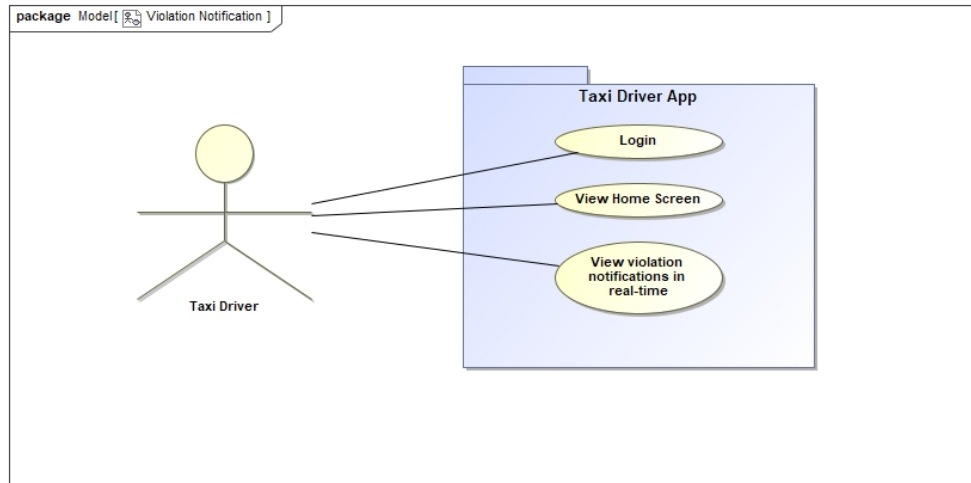 package Model [ Violation Notification ]
Taxi Driver App
Login
View Home Screen
View violation
notifications in
real-time
Taxi Driver